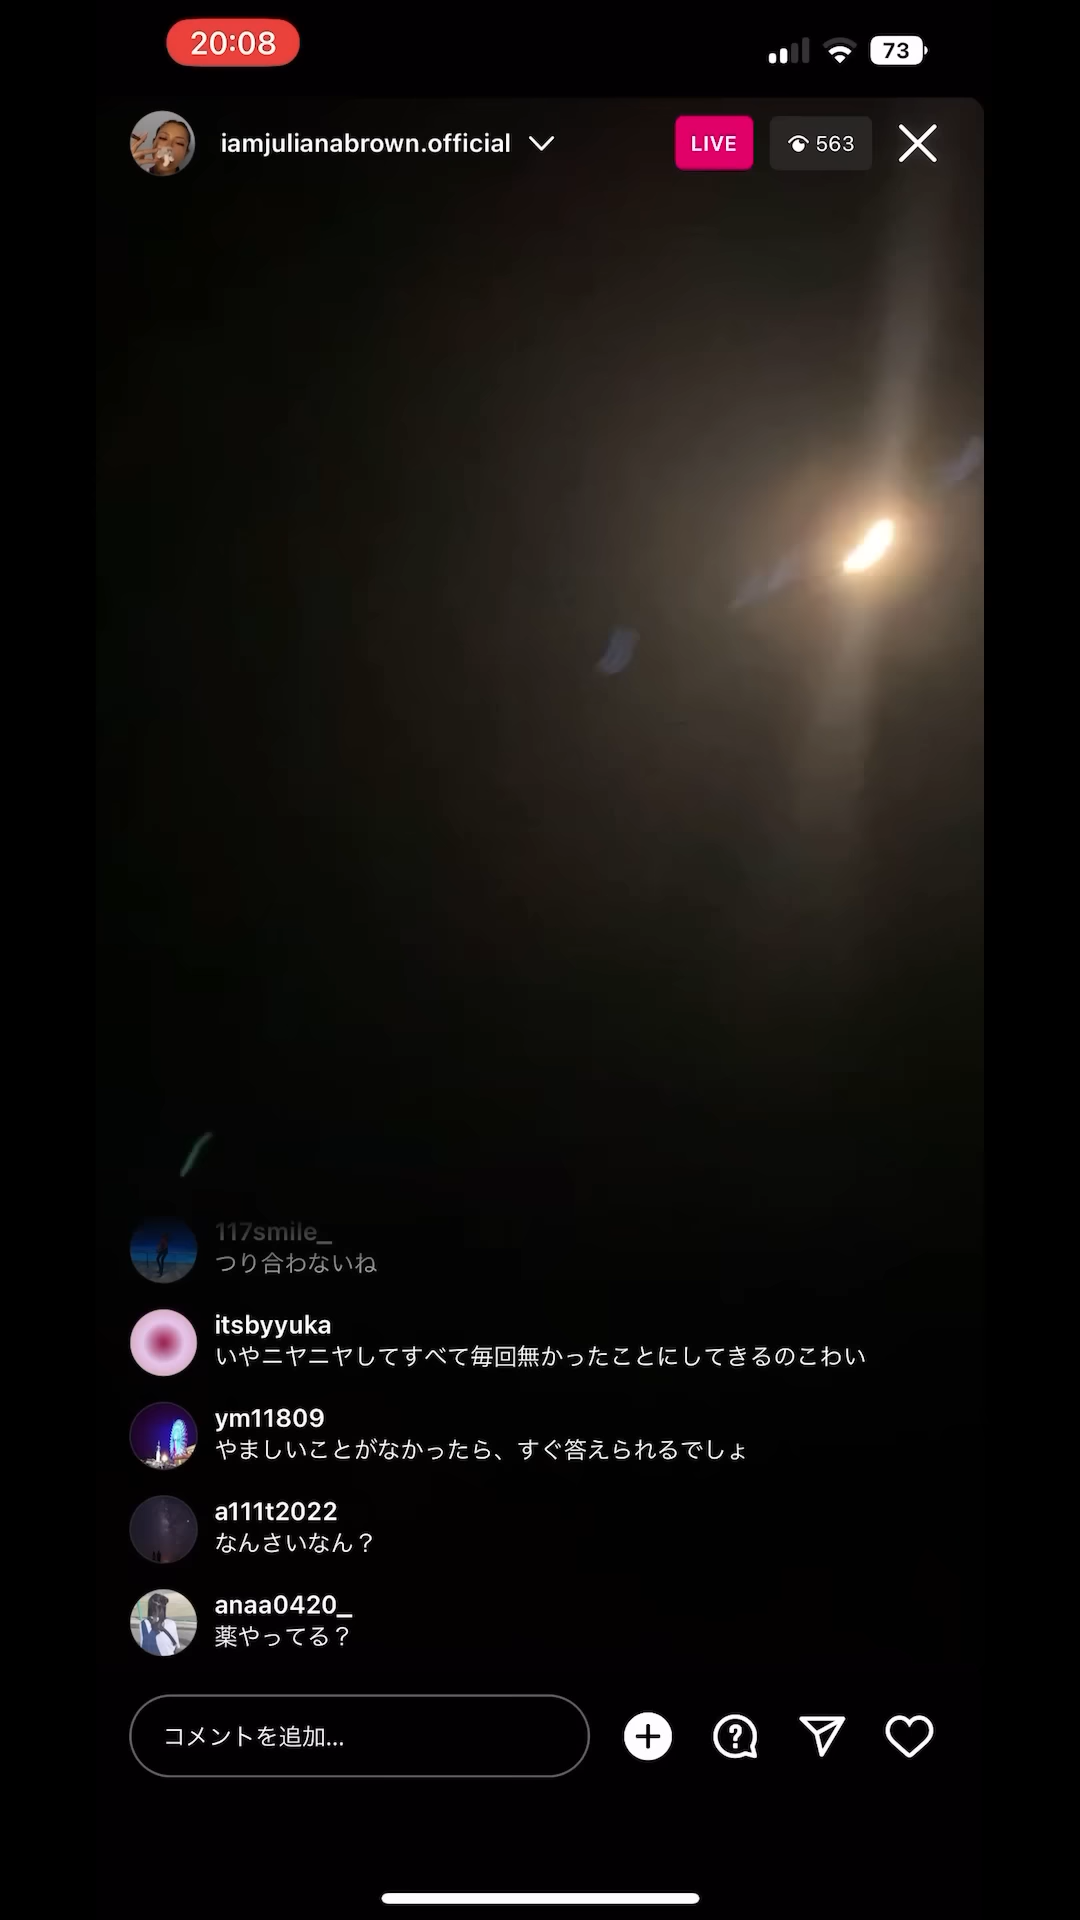 20:08
73
iamjulianabrown.official
LIVE
563
117smile_
つり合わないね
itsbyyuka
いやニヤニヤしてすべて毎回無かったことにしてきるのこわい
ym11809
やましいことがなかったら、すぐ答えられるでしょ
a111t2022
なんさいなん？
anaa0420_
薬やってる？
コメントを追加...